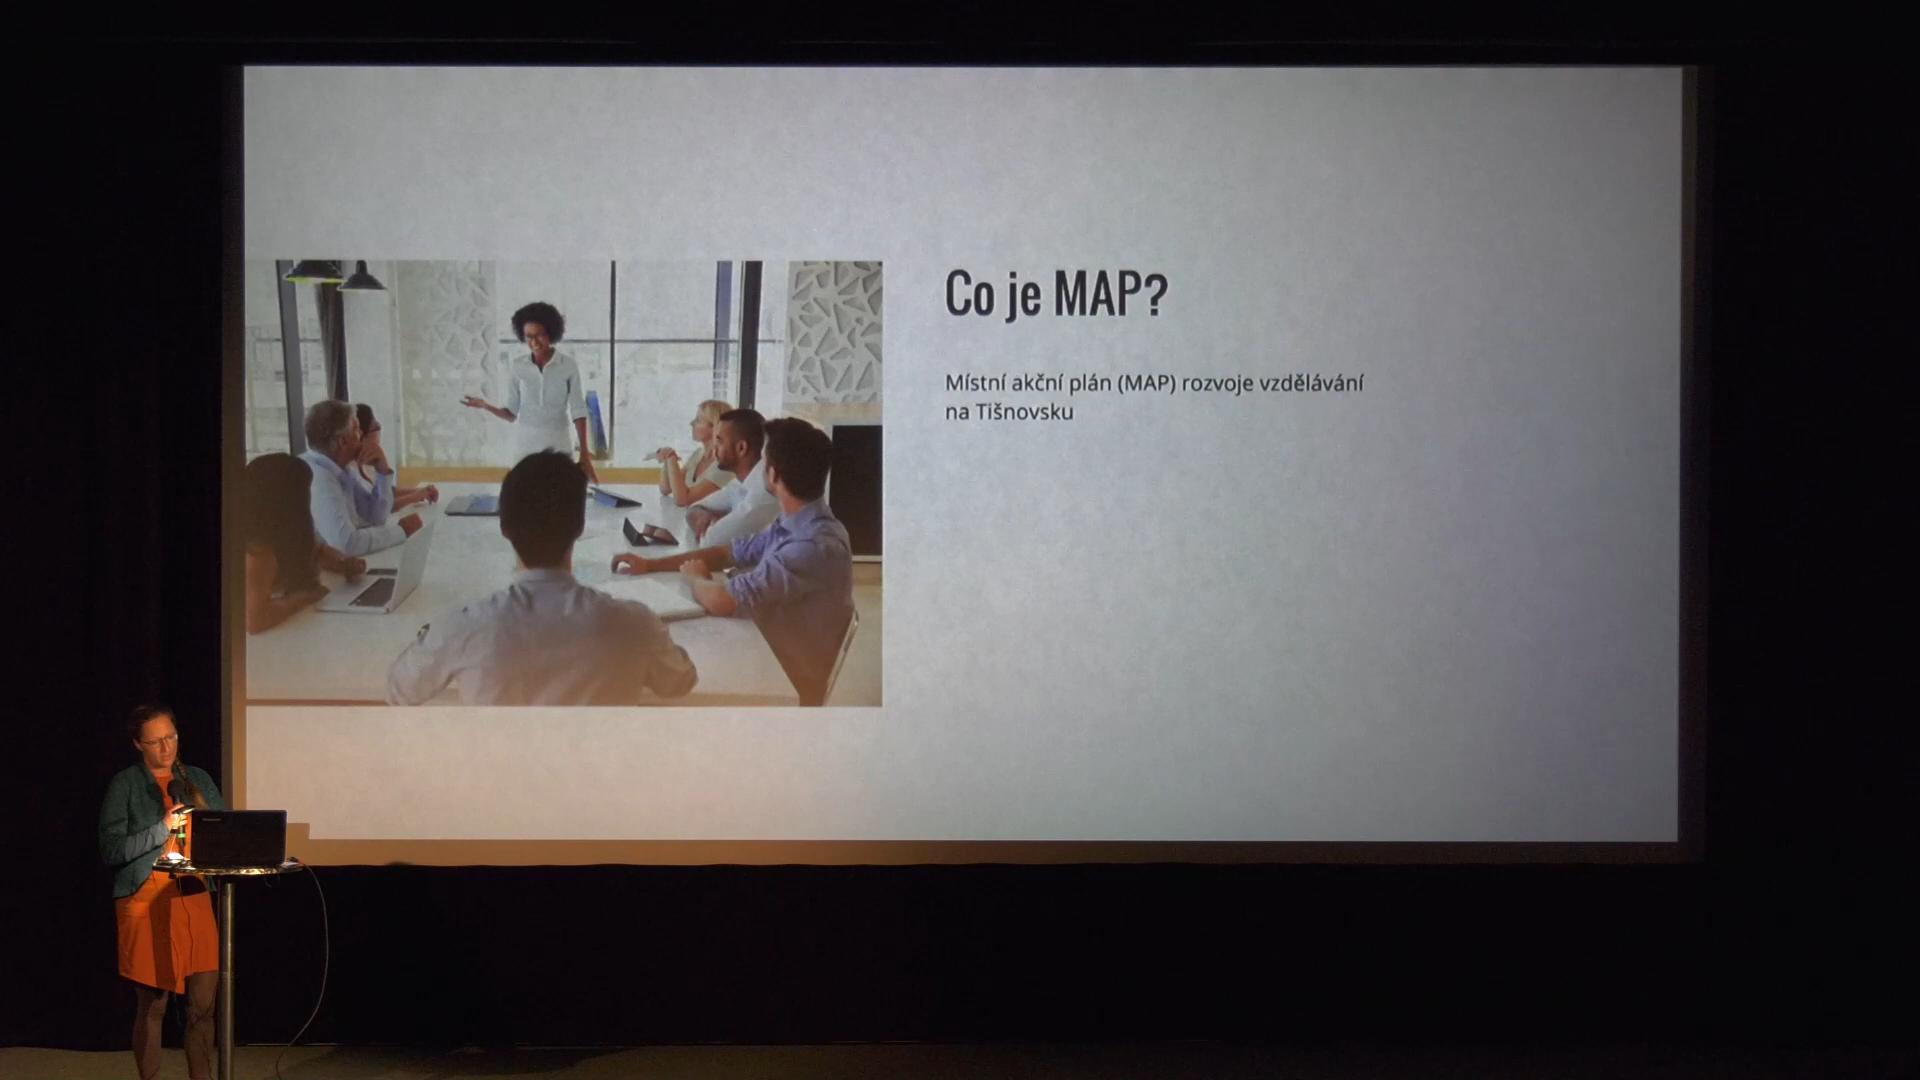 Co je MAP?
Místní akční plán (MAP) rozvoje vzdělávání
na Tišnovsku